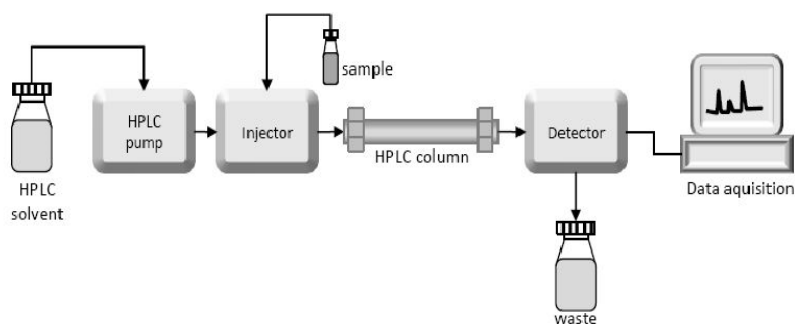 sample
HPLC
pump
Injector
Detector
HPLC column
HPLC
solvent
Data aquisition
waste